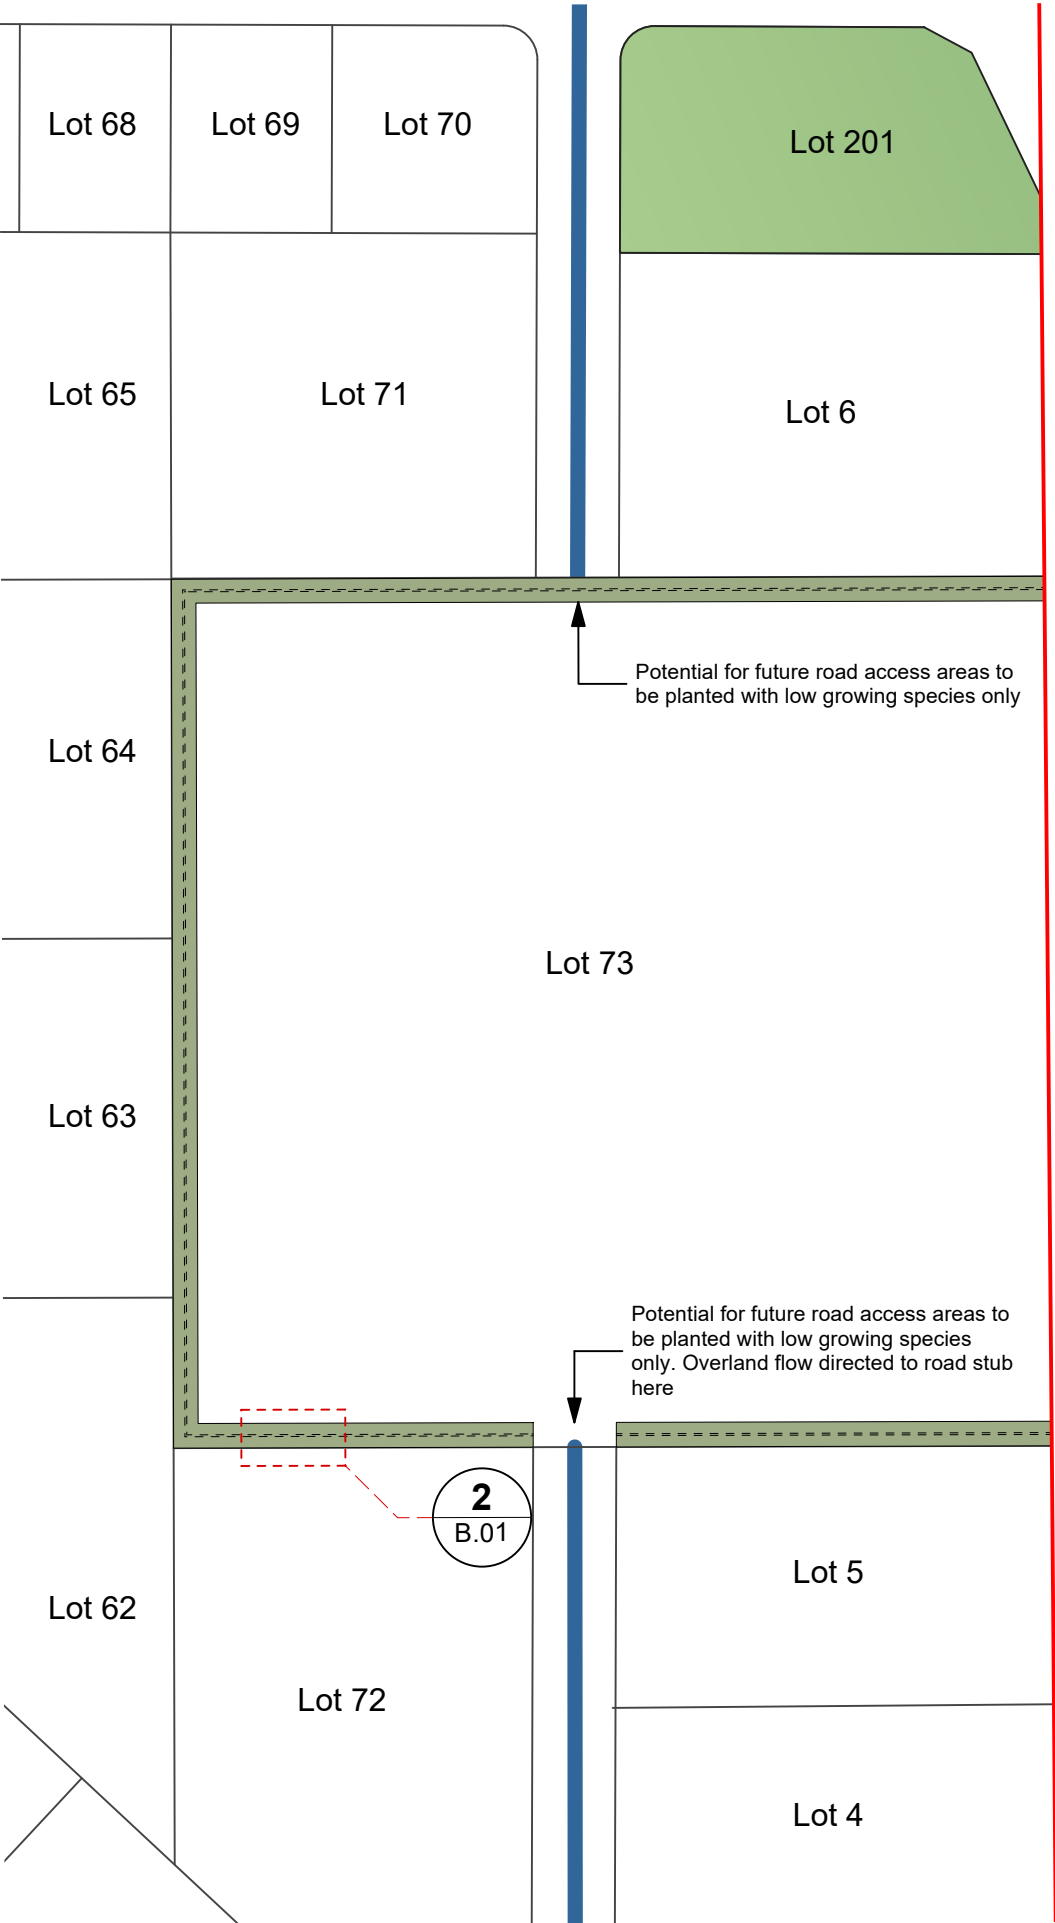 Lot 68
Lot 69
Lot 70
Lot 201
Lot 65
Lot 71
Lot 6
Potential for future road access areas to
be planted with low growing species only
Lot 64
Lot 73
Lot 63
Potential for future road access areas to
be planted with low growing species
only. Overland flow directed to road stub
here
2
B.01
Lot 5
Lot 62
Lot 72
Lot 4